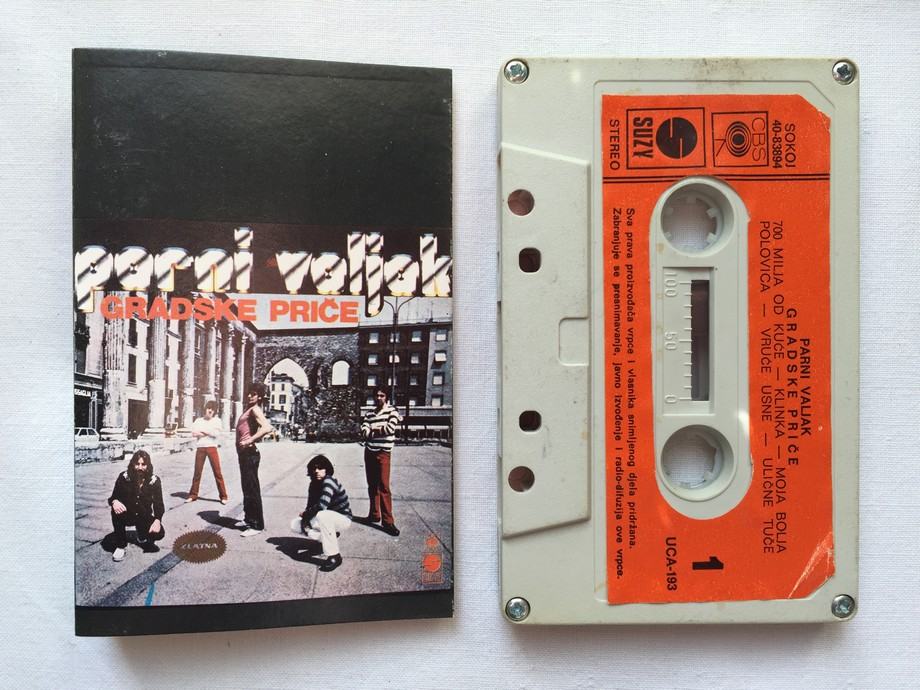 parni valjak
GRADSKE PRIČE
ZLATNA
SUZY
SUZY
STEREO
CBS
SOKOJ
40-83894
PARNI VALJAK
GRADSKE PRIČE
700 MILJA OD KUĆE — KLINKA — MOJA BOLJA
POLOVICA — VRUĆE USNE — ULIČNE TUČE
Sva prava proizvođača vrpce i vlasnika snimljenog djela pridržana.
Zabranjuje se presnimavanje, javno izvođenje i radio-difuzija ove vrpce.
100 50 0
1
UCA-193